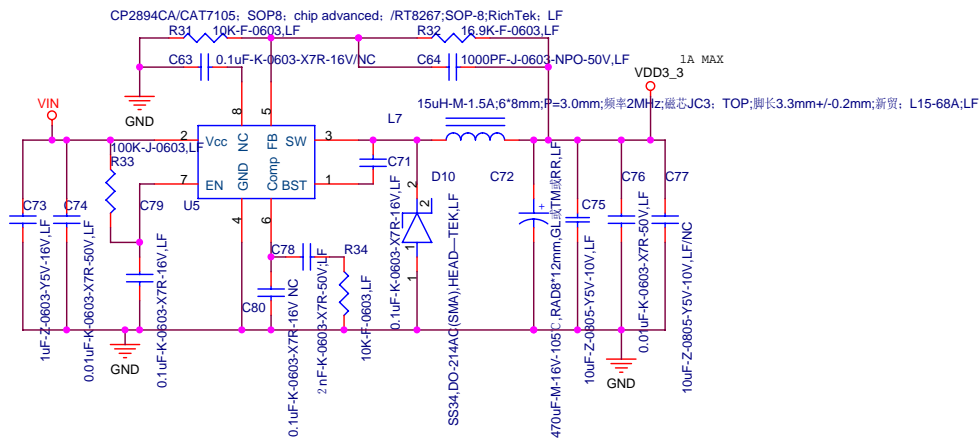 CP2894CA/CAT7105; SOP8; chip advanced; /RT8267;SOP-8;RichTek; LF
R31 10K-F-0603,LF
R32 16.9K-F-0603,LF
C63 0.1uF-K-0603-X7R-16V/NC
C64 1000PF-J-0603-NPO-50V,LF
1A MAX
VDD3_3
15uH-M-1.5A;6*8mm;P=3.0mm;频率2MHz;磁芯JC3; TOP;脚长3.3mm+/-0.2mm;新贸; L15-68A;LF
VIN
GND
8
5
L7
2
Vcc
GND NC
Comp FB
SW
3
100K-J-0603,LF
R33
7
EN
BST
1
U5
4
6
C71
0.1uF-K-0603-X7R-16V,LF
D10
2
2
1
1
SS34,DO-214AC(SMA),HEAD—TEK,LF
C72
+
470uF-M-16V-105℃,RAD8*12mm,GL或TM或RR,LF
C75
10uF-Z-0805-Y5V-10V,LF
C76
0.01uF-K-0603-X7R-50V,LF
C77
10uF-Z-0805-Y5V-10V,LF/NC
C73
1uF-Z-0603-Y5V-16V,LF
C74
0.01uF-K-0603-X7R-50V,LF
C79
0.1uF-K-0603-X7R-16V,LF
C78
2nF-K-0603-X7R-50V,LF
R34
10K-F-0603,LF
C80
0.1uF-K-0603-X7R-16V NC
GND
GND